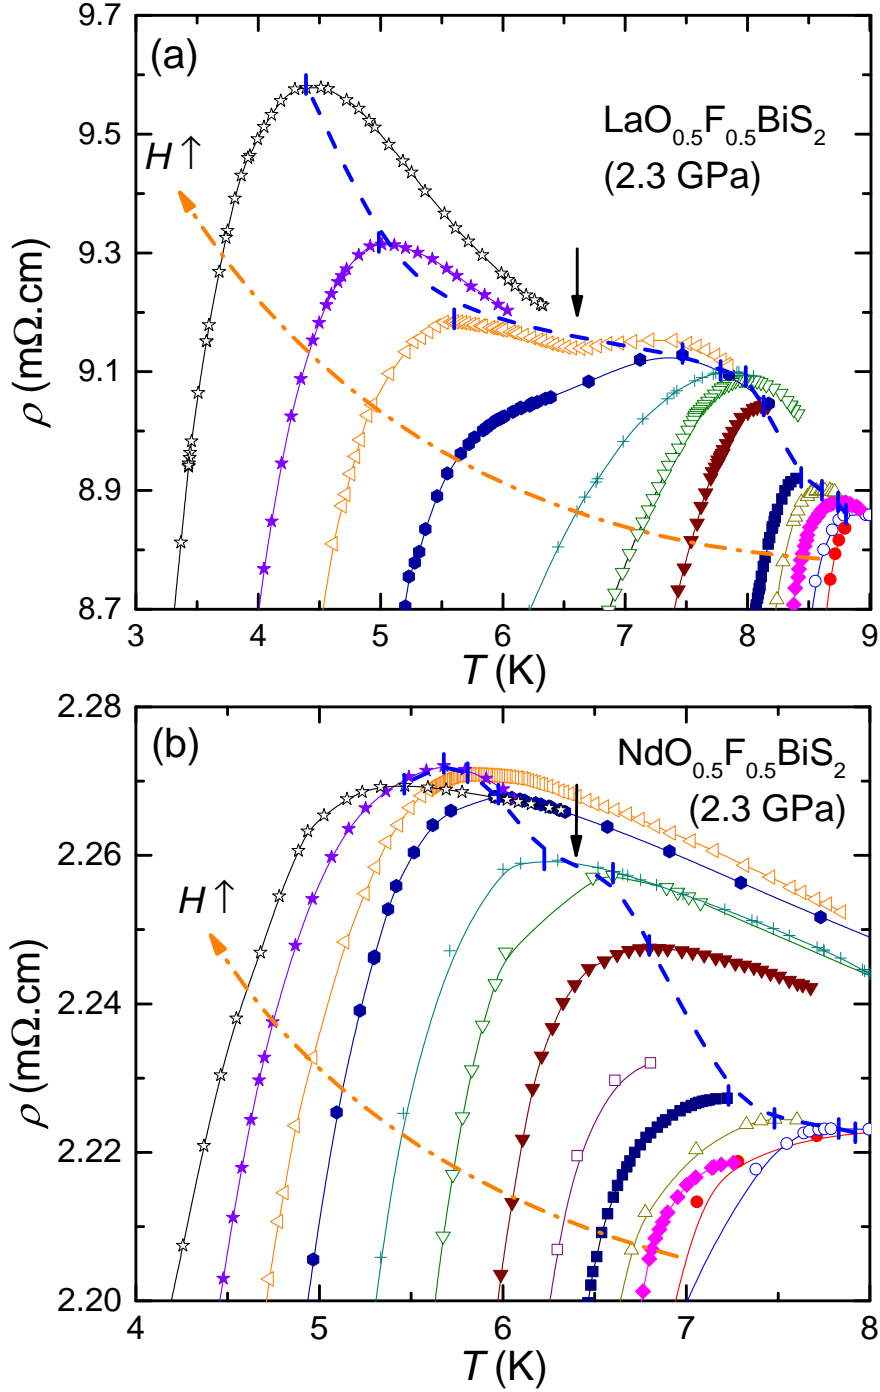 (a)
LaO0.5F0.5BiS2
(2.3 GPa)
H↑
ρ (mΩ.cm)
9.7
9.5
9.3
9.1
8.9
8.7
3 4 5 6 7 8 9
T (K)
(b)
NdO0.5F0.5BiS2
(2.3 GPa)
H↑
ρ (mΩ.cm)
2.28
2.26
2.24
2.22
2.20
4 5 6 7 8
T (K)